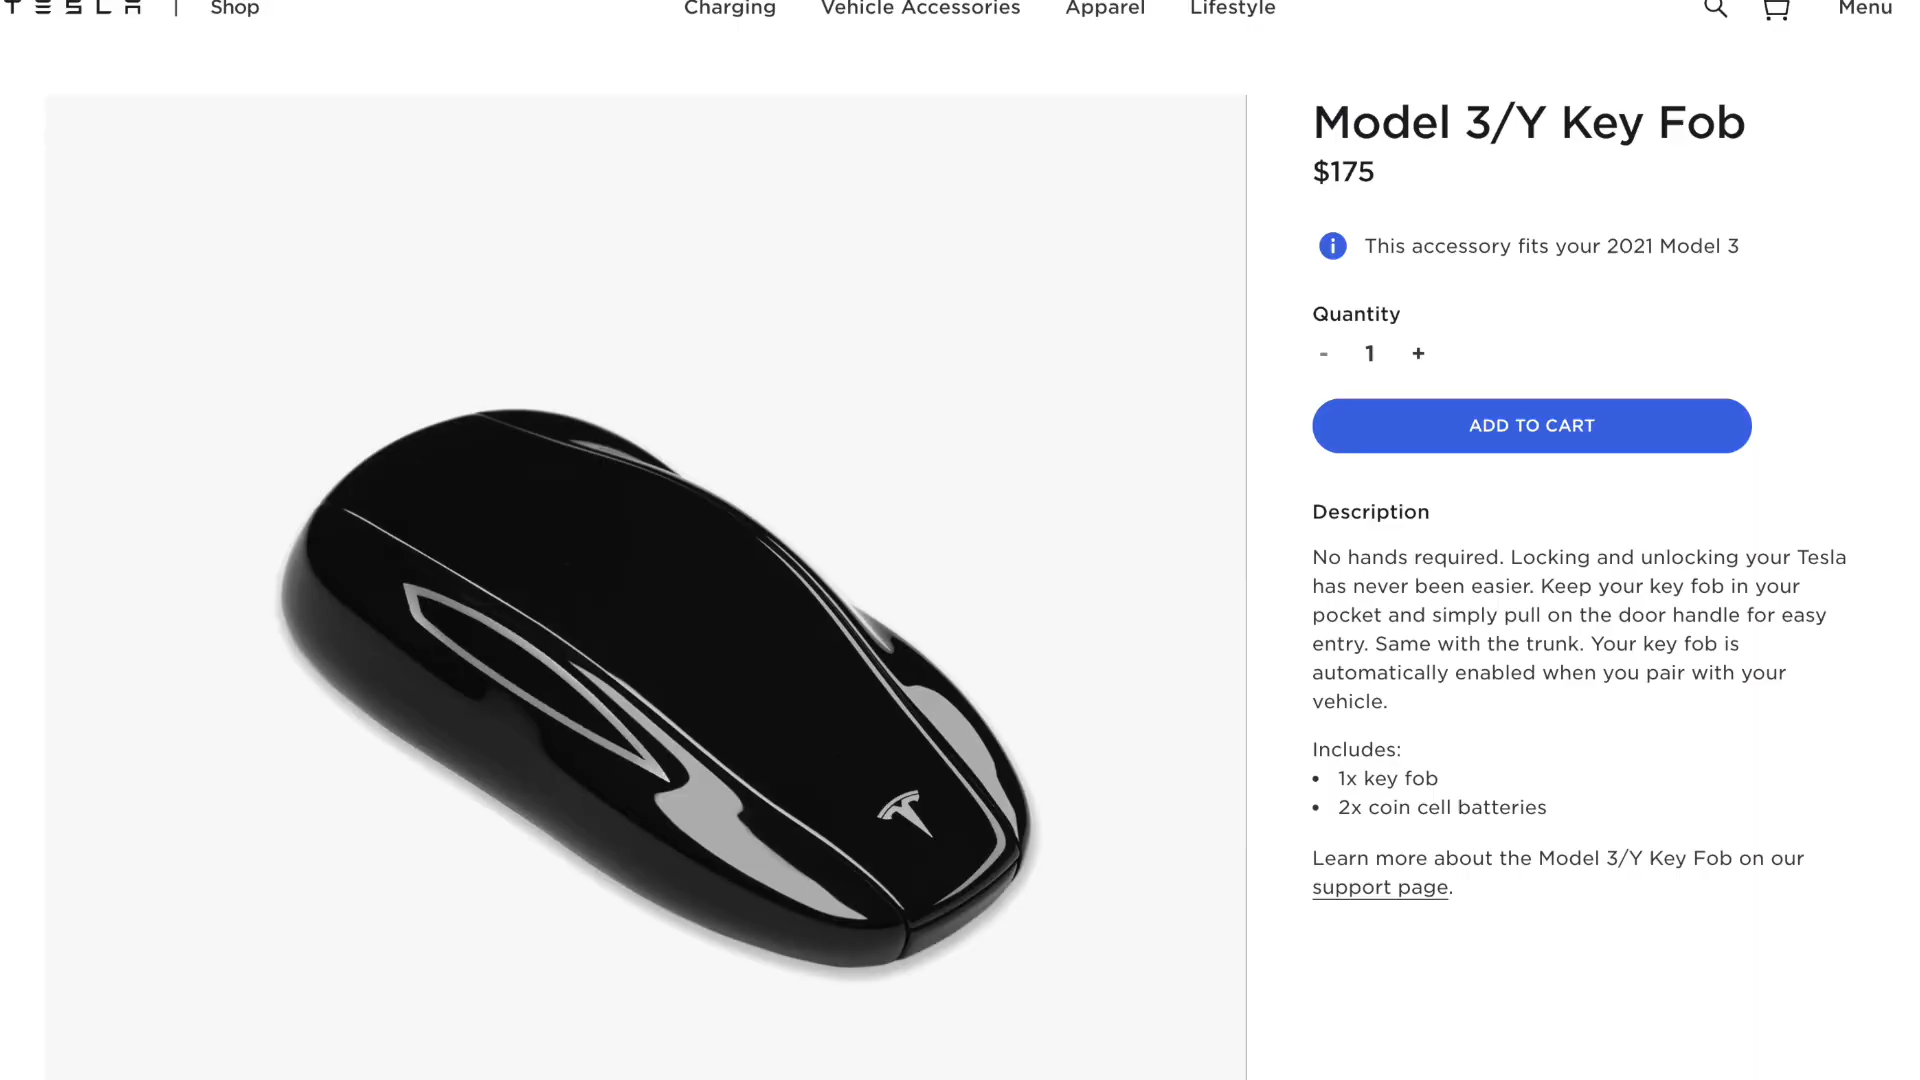 TESLA | Shop Charging Vehicle Accessories Apparel Lifestyle Menu
Model 3/Y Key Fob
$175
i This accessory fits your 2021 Model 3
Quantity
- 1 +
ADD TO CART
Description
No hands required. Locking and unlocking your Tesla
has never been easier. Keep your key fob in your
pocket and simply pull on the door handle for easy
entry. Same with the trunk. Your key fob is
automatically enabled when you pair with your
vehicle.
Includes:
• 1x key fob
• 2x coin cell batteries
Learn more about the Model 3/Y Key Fob on our
support page.